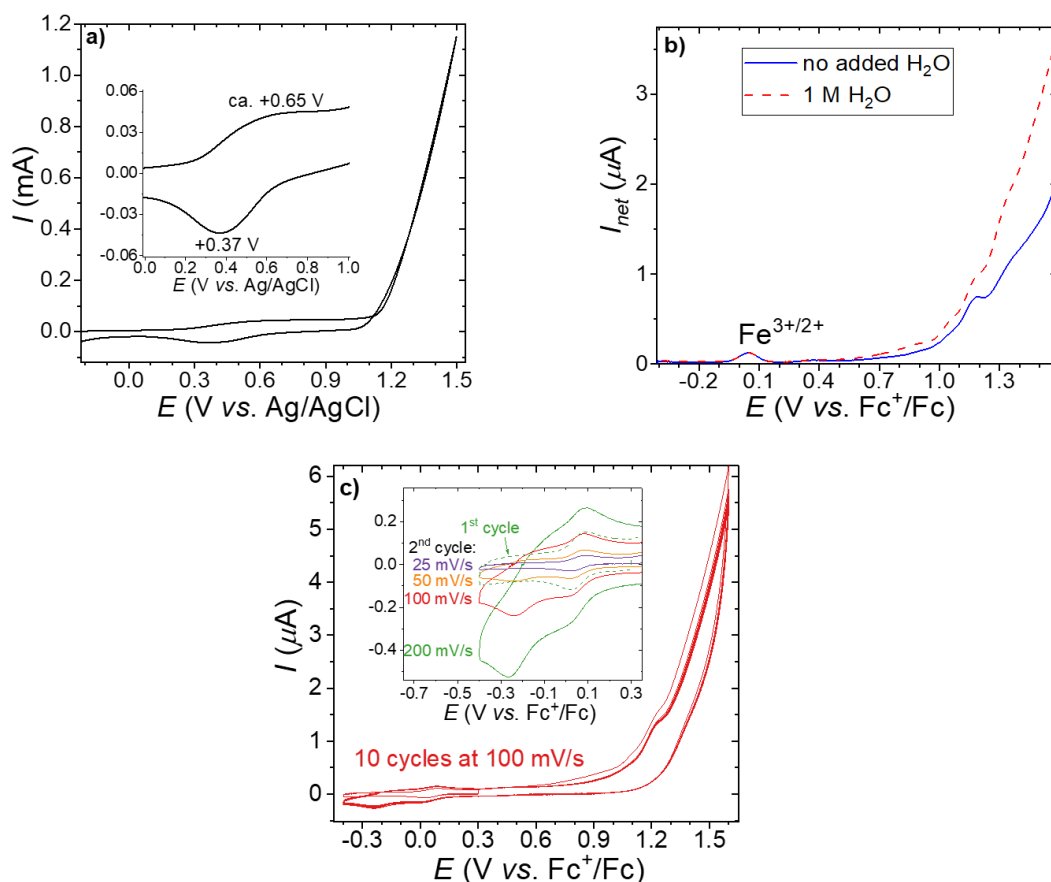 a)
1.2
1.0
0.8
0.6
0.4
0.2
0.0
I (mA)
0.0 0.3 0.6 0.9 1.2 1.5
E (V vs. Ag/AgCl)
0.06
0.03
0.00
-0.03
-0.06
ca. +0.65 V
+0.37 V
0.0 0.2 0.4 0.6 0.8 1.0
E (V vs. Ag/AgCl)
b)
no added H₂O
1 M H₂O
3
2
1
0
I_net (μA)
Fe³⁺/²⁺
-0.2 0.1 0.4 0.7 1.0 1.3
E (V vs. Fc⁺/Fc)
c)
6
5
4
3
2
1
0
I (μA)
0.2
0.0
-0.2
-0.4
1ˢᵗ cycle
2ⁿᵈ cycle:
25 mV/s
50 mV/s
100 mV/s
200 mV/s
-0.7 -0.5 -0.3 -0.1 0.1 0.3
E (V vs. Fc⁺/Fc)
10 cycles at 100 mV/s
-0.3 0.0 0.3 0.6 0.9 1.2 1.5
E (V vs. Fc⁺/Fc)